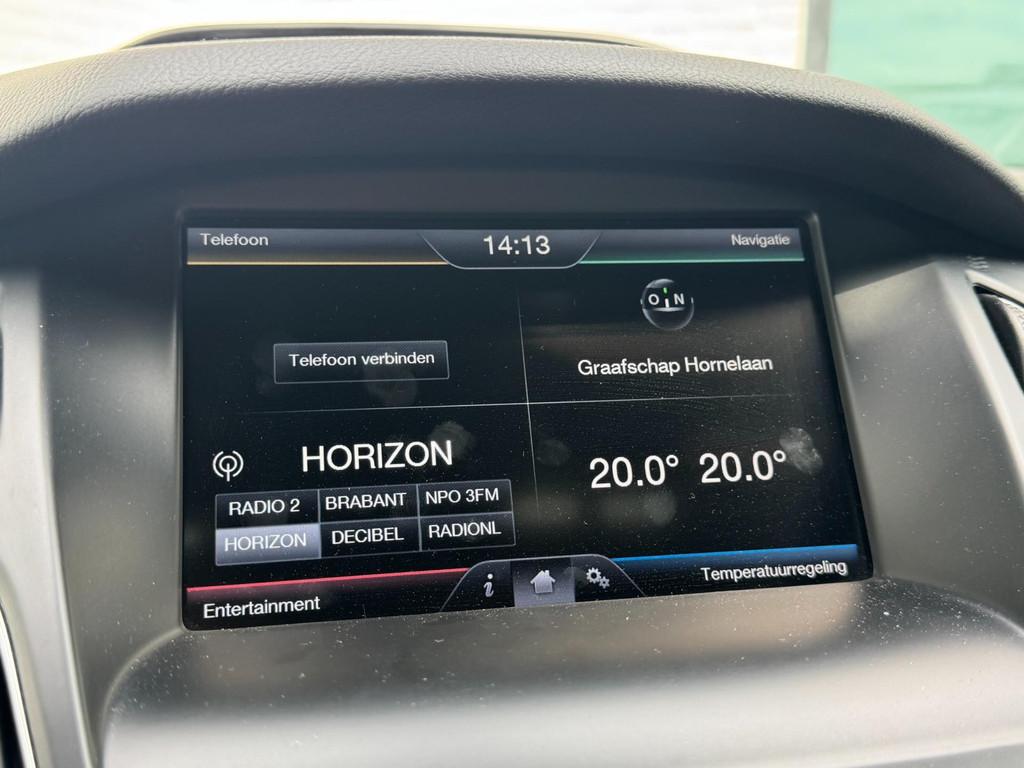 Telefoon
14:13
Navigatie
O N
Telefoon verbinden
Graafschap Hornelaan
HORIZON
20.0° 20.0°
RADIO 2 BRABANT NPO 3FM
HORIZON DECIBEL RADIONL
i
Entertainment
Temperatuurregeling